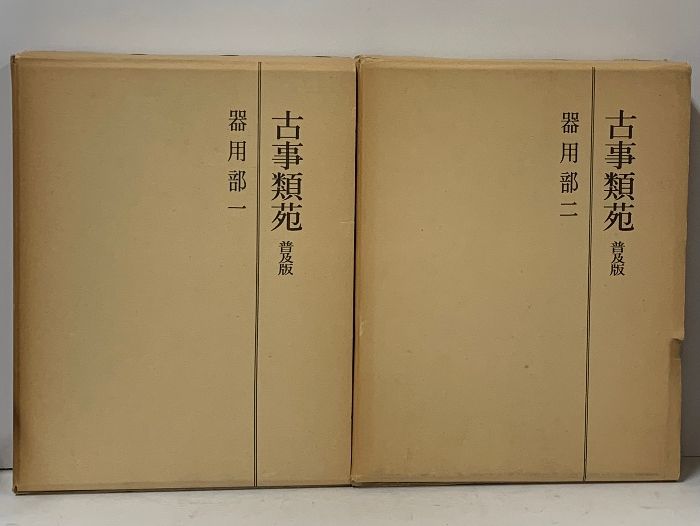 古事類苑 普及版
器用部一
古事類苑 普及版
器用部二